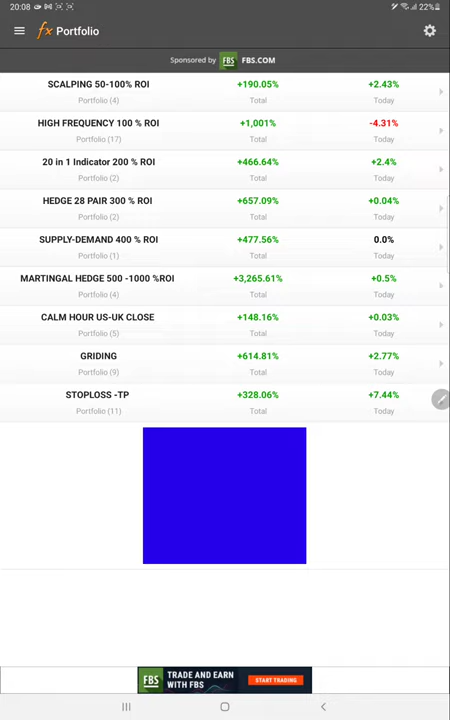 20:08
22%
fx Portfolio
Sponsored by FBS FBS.COM
SCALPING 50-100% ROI +190.05% +2.43%
Portfolio (4) Total Today
HIGH FREQUENCY 100 % ROI +1,001% -4.31%
Portfolio (17) Total Today
20 in 1 Indicator 200 % ROI +466.64% +2.4%
Portfolio (2) Total Today
HEDGE 28 PAIR 300 % ROI +657.09% +0.04%
Portfolio (2) Total Today
SUPPLY-DEMAND 400 % ROI +477.56% 0.0%
Portfolio (1) Total Today
MARTINGAL HEDGE 500 -1000 %ROI +3,265.61% +0.5%
Portfolio (4) Total Today
CALM HOUR US-UK CLOSE +148.16% +0.03%
Portfolio (5) Total Today
GRIDING +614.81% +2.77%
Portfolio (9) Total Today
STOPLOSS -TP +328.06% +7.44%
Portfolio (11) Total Today
FBS TRADE AND EARN
WITH FBS
START TRADING